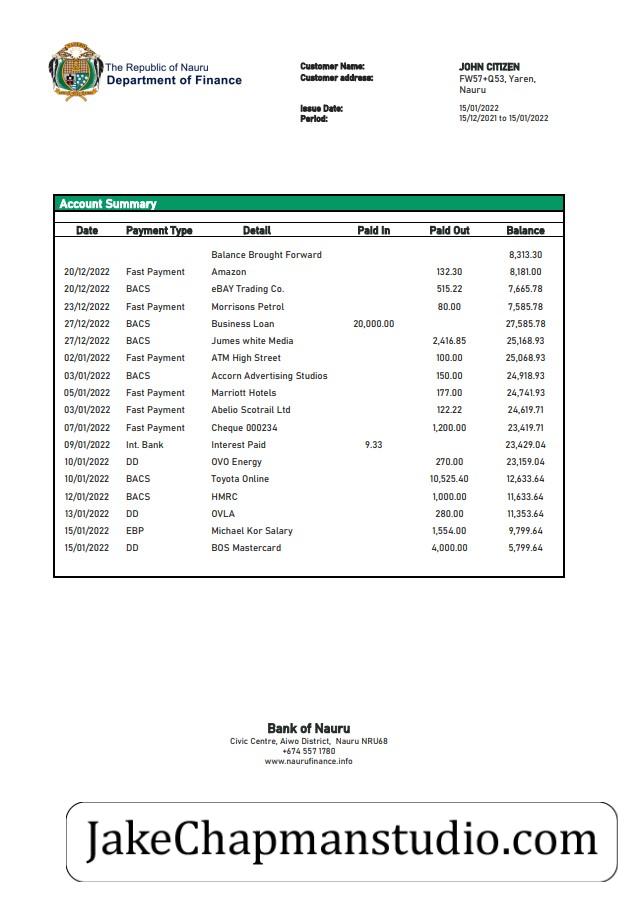 The Republic of Nauru
Department of Finance
Customer Name: JOHN CITIZEN
Customer address: FW57+Q53, Yaren,
Nauru
Issue Date: 15/01/2022
Period: 15/12/2021 to 15/01/2022
Account Summary
Date Payment Type Detail Paid In Paid Out Balance
Balance Brought Forward 8,313.30
20/12/2022 Fast Payment Amazon 132.30 8,181.00
20/12/2022 BACS eBAY Trading Co. 515.22 7,665.78
23/12/2022 Fast Payment Morrisons Petrol 80.00 7,585.78
27/12/2022 BACS Business Loan 20,000.00 27,585.78
27/12/2022 BACS Jumes white Media 2,416.85 25,168.93
02/01/2022 Fast Payment ATM High Street 100.00 25,068.93
03/01/2022 BACS Accorn Advertising Studios 150.00 24,918.93
05/01/2022 Fast Payment Marriott Hotels 177.00 24,741.93
03/01/2022 Fast Payment Abelio Scotrail Ltd 122.22 24,619.71
07/01/2022 Fast Payment Cheque 000234 1,200.00 23,419.71
09/01/2022 Int. Bank Interest Paid 9.33 23,429.04
10/01/2022 DD OVO Energy 270.00 23,159.04
10/01/2022 BACS Toyota Online 10,525.40 12,633.64
12/01/2022 BACS HMRC 1,000.00 11,633.64
13/01/2022 DD OVLA 280.00 11,353.64
15/01/2022 EBP Michael Kor Salary 1,554.00 9,799.64
15/01/2022 DD BOS Mastercard 4,000.00 5,799.64
Bank of Nauru
Civic Centre, Aiwo District, Nauru NRU68
+674 557 1780
www.naurufinance.info
JakeChapmanstudio.com